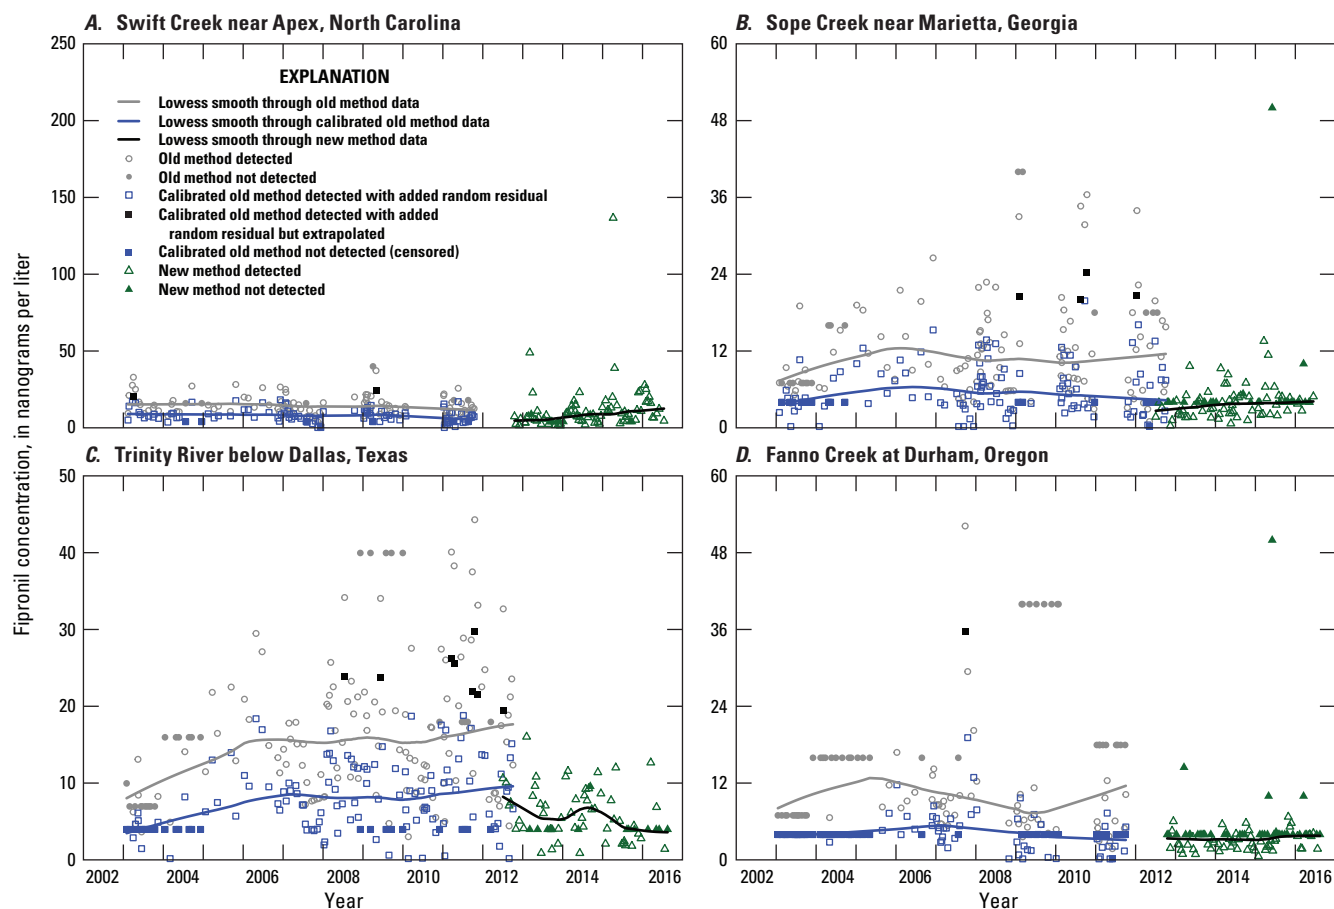 A. Swift Creek near Apex, North Carolina
B. Sope Creek near Marietta, Georgia
250
200
150
100
50
0
EXPLANATION
Lowess smooth through old method data
Lowess smooth through calibrated old method data
Lowess smooth through new method data
Old method detected
Old method not detected
Calibrated old method detected with added random residual
Calibrated old method detected with added
random residual but extrapolated
Calibrated old method not detected (censored)
New method detected
New method not detected
60
48
36
24
12
0
Fipronil concentration, in nanograms per liter
C. Trinity River below Dallas, Texas
D. Fanno Creek at Durham, Oregon
50
40
30
20
10
0
2002 2004 2006 2008 2010 2012 2014 2016
Year
60
48
36
24
12
0
2002 2004 2006 2008 2010 2012 2014 2016
Year